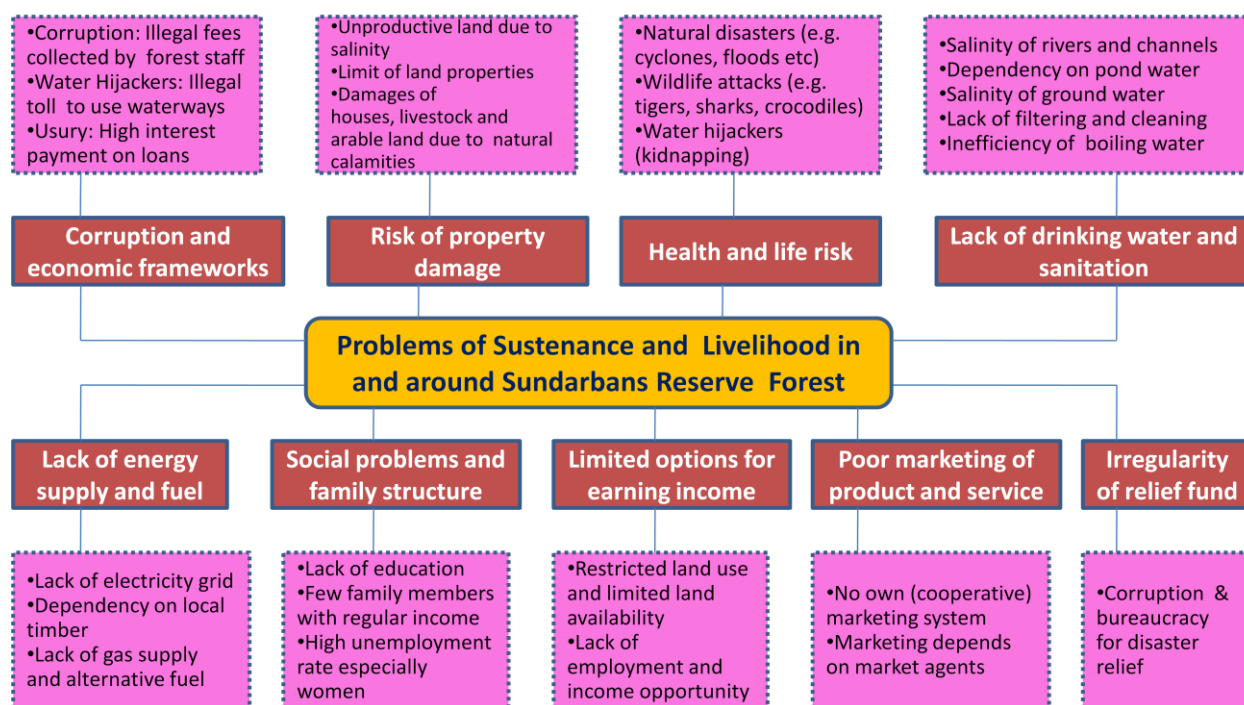 •Corruption: Illegal fees
collected by forest staff
•Water Hijackers: Illegal
toll to use waterways
•Usury: High interest
payment on loans
•Unproductive land due to
salinity
•Limit of land properties
•Damages of
houses, livestock and
arable land due to natural
calamities
•Natural disasters (e.g.
cyclones, floods etc)
•Wildlife attacks (e.g.
tigers, sharks, crocodiles)
•Water hijackers
(kidnapping)
•Salinity of rivers and channels
•Dependency on pond water
•Salinity of ground water
•Lack of filtering and cleaning
•Inefficiency of boiling water
Corruption and
economic frameworks
Risk of property
damage
Health and life risk
Lack of drinking water and
sanitation
Problems of Sustenance and Livelihood in
and around Sundarbans Reserve Forest
Lack of energy
supply and fuel
Social problems and
family structure
Limited options for
earning income
Poor marketing of
product and service
Irregularity
of relief fund
•Lack of electricity grid
•Dependency on local
timber
•Lack of gas supply
and alternative fuel
•Lack of education
•Few family members
with regular income
•High unemployment
rate especially
women
•Restricted land use
and limited land
availability
•Lack of
employment and
income opportunity
•No own (cooperative)
marketing system
•Marketing depends
on market agents
•Corruption &
bureaucracy
for disaster
relief